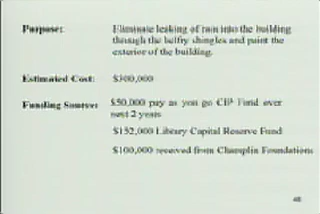 Purpose: Eliminate leaking of rain into the building
through the belfry shingles and paint the
exterior of the building.
Estimated Cost: $300,000
Funding Source: $50,000 pay as you go CIP Fund over
next 2 years
$152,000 Library Capital Reserve Fund
$100,000 received from Champlin Foundations